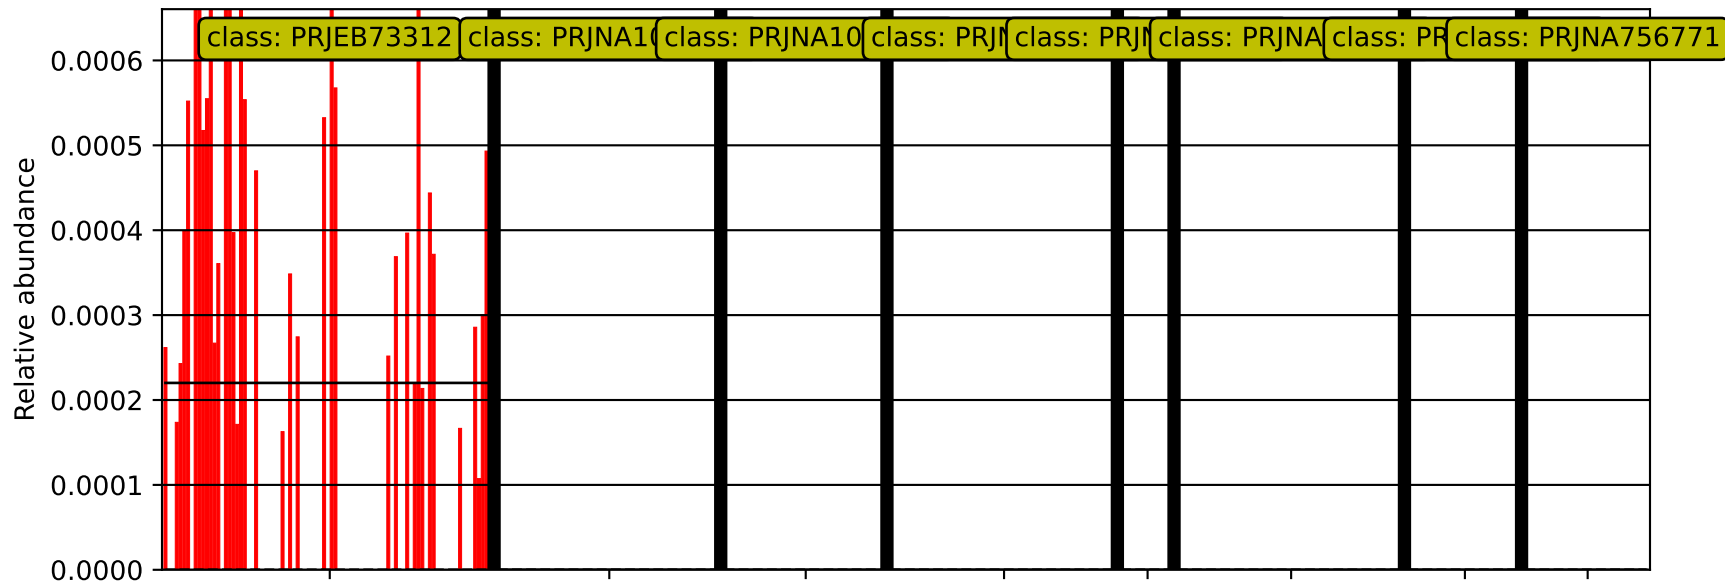 class: PRJEB73312
class: PRJNA10
class: PRJNA10
class: PRJN
class: PRJN
class: PRJNA
class: PR
class: PRJNA756771
Relative abundance
0.0006
0.0005
0.0004
0.0003
0.0002
0.0001
0.0000